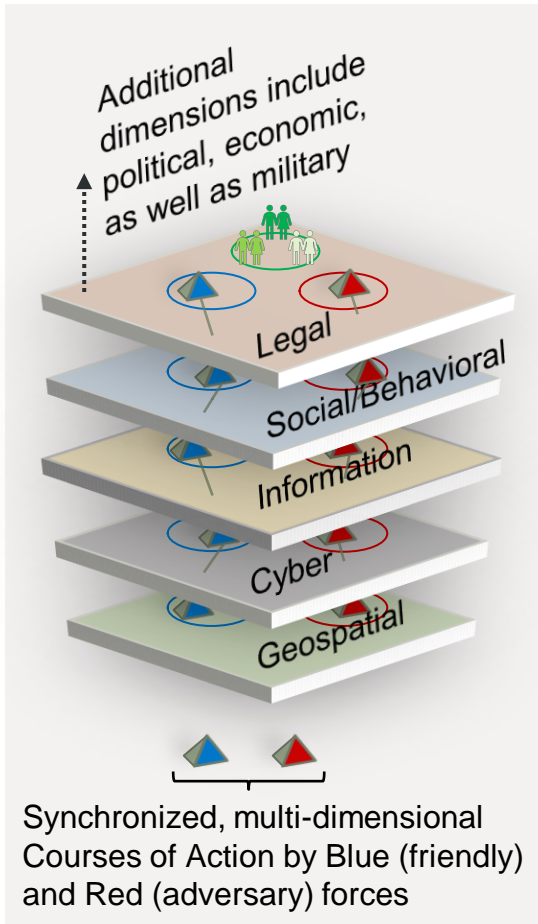 Additional
dimensions include
political, economic,
as well as military
Legal
Social/Behavioral
Information
Cyber
Geospatial
Synchronized, multi-dimensional
Courses of Action by Blue (friendly)
and Red (adversary) forces